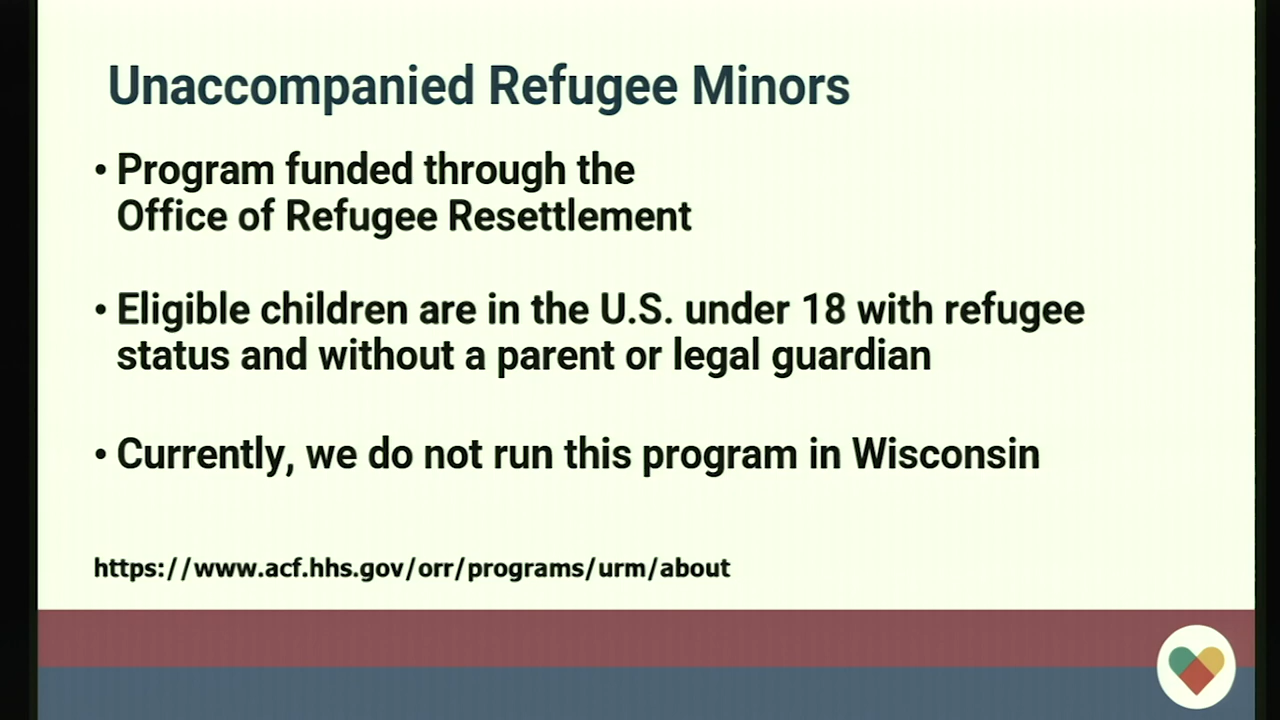 Unaccompanied Refugee Minors
• Program funded through the
Office of Refugee Resettlement
• Eligible children are in the U.S. under 18 with refugee
status and without a parent or legal guardian
• Currently, we do not run this program in Wisconsin
https://www.acf.hhs.gov/orr/programs/urm/about